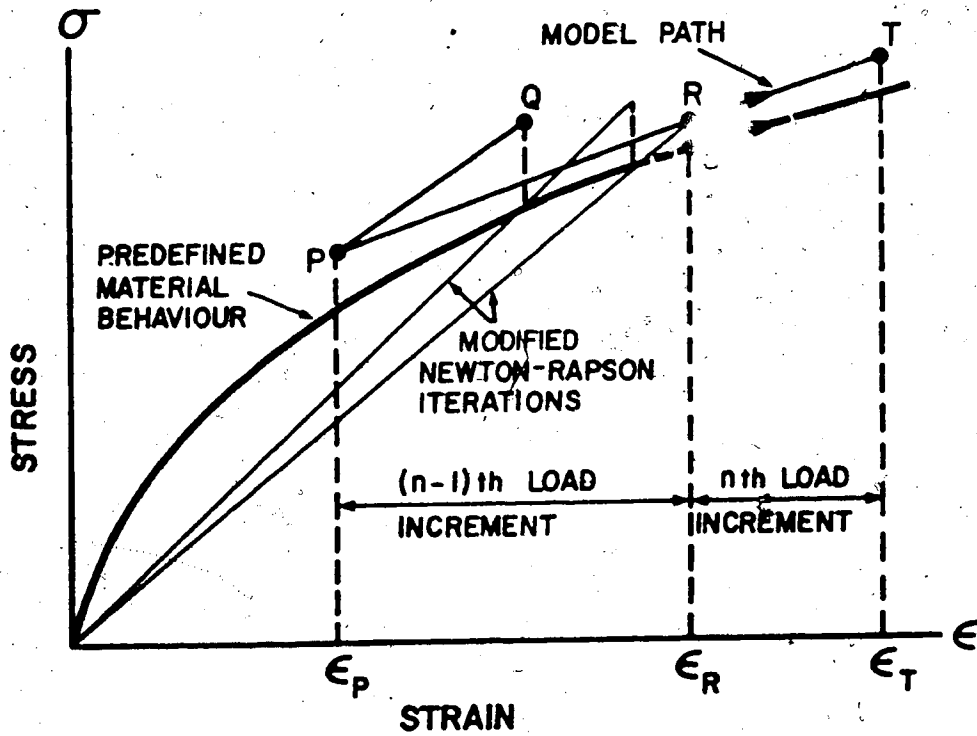 σ
MODEL PATH
T
Q
R
P
PREDEFINED
MATERIAL
BEHAVIOUR
MODIFIED
NEWTON-RAPSON
ITERATIONS
STRESS
(n-1)th LOAD
INCREMENT
nth LOAD
INCREMENT
ϵ
ϵP
ϵR
ϵT
STRAIN